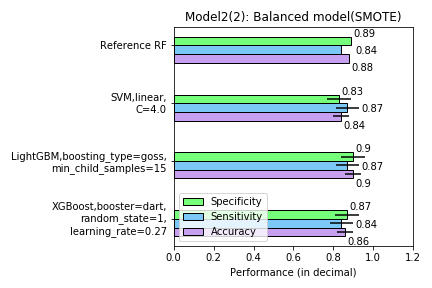 Model2(2): Balanced model(SMOTE)
Reference RF
0.89
0.84
0.88
SVM,linear,
C=4.0
0.83
0.87
0.84
LightGBM,boosting_type=goss,
min_child_samples=15
0.9
0.87
0.9
XGBoost,booster=dart,
random_state=1,
learning_rate=0.27
0.87
0.84
0.86
Specificity
Sensitivity
Accuracy
0.0 0.2 0.4 0.6 0.8 1.0 1.2
Performance (in decimal)